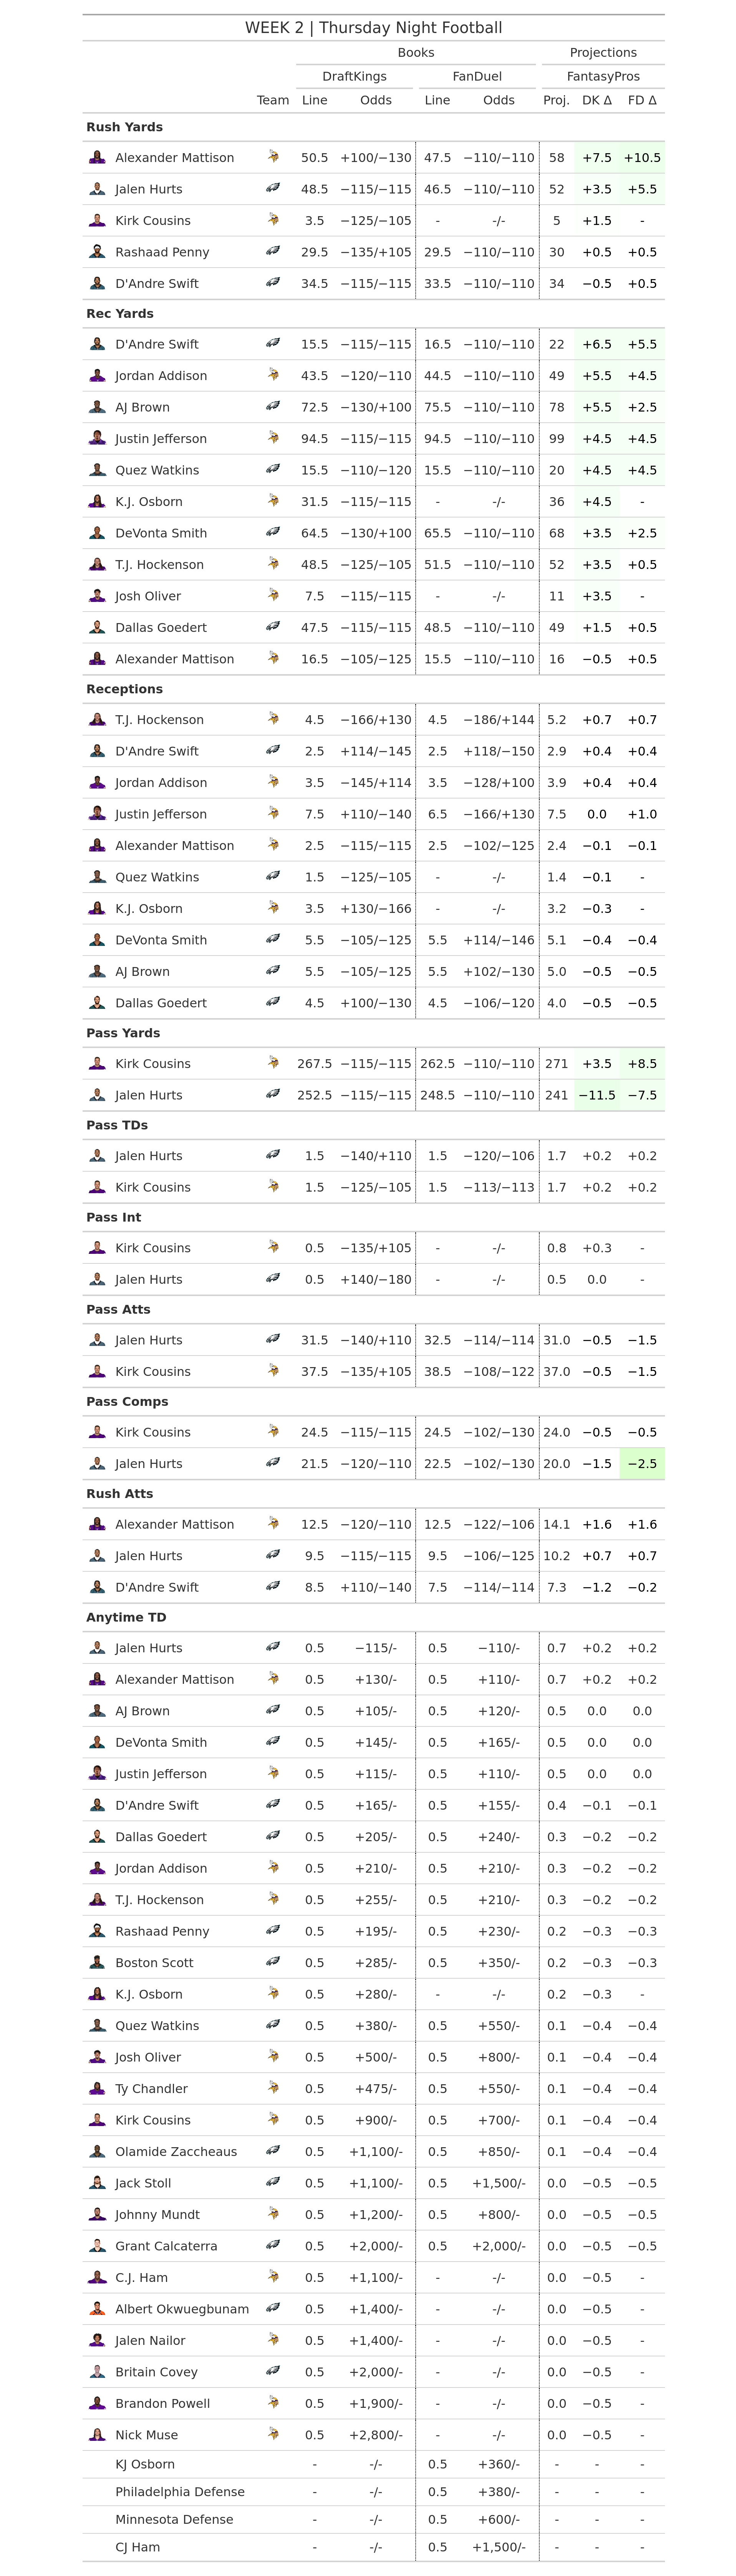 WEEK 2 | Thursday Night Football
Books Projections
DraftKings FanDuel FantasyPros
Team Line Odds Line Odds Proj. DK Δ FD Δ
Rush Yards
Alexander Mattison 50.5 +100/−130 47.5 −110/−110 58 +7.5 +10.5
Jalen Hurts 48.5 −115/−115 46.5 −110/−110 52 +3.5 +5.5
Kirk Cousins 3.5 −125/−105 - -/- 5 +1.5 -
Rashaad Penny 29.5 −135/+105 29.5 −110/−110 30 +0.5 +0.5
D'Andre Swift 34.5 −115/−115 33.5 −110/−110 34 −0.5 +0.5
Rec Yards
D'Andre Swift 15.5 −115/−115 16.5 −110/−110 22 +6.5 +5.5
Jordan Addison 43.5 −120/−110 44.5 −110/−110 49 +5.5 +4.5
AJ Brown 72.5 −130/+100 75.5 −110/−110 78 +5.5 +2.5
Justin Jefferson 94.5 −115/−115 94.5 −110/−110 99 +4.5 +4.5
Quez Watkins 15.5 −110/−120 15.5 −110/−110 20 +4.5 +4.5
K.J. Osborn 31.5 −115/−115 - -/- 36 +4.5 -
DeVonta Smith 64.5 −130/+100 65.5 −110/−110 68 +3.5 +2.5
T.J. Hockenson 48.5 −125/−105 51.5 −110/−110 52 +3.5 +0.5
Josh Oliver 7.5 −115/−115 - -/- 11 +3.5 -
Dallas Goedert 47.5 −115/−115 48.5 −110/−110 49 +1.5 +0.5
Alexander Mattison 16.5 −105/−125 15.5 −110/−110 16 −0.5 +0.5
Receptions
T.J. Hockenson 4.5 −166/+130 4.5 −186/+144 5.2 +0.7 +0.7
D'Andre Swift 2.5 +114/−145 2.5 +118/−150 2.9 +0.4 +0.4
Jordan Addison 3.5 −145/+114 3.5 −128/+100 3.9 +0.4 +0.4
Justin Jefferson 7.5 +110/−140 6.5 −166/+130 7.5 0.0 +1.0
Alexander Mattison 2.5 −115/−115 2.5 −102/−125 2.4 −0.1 −0.1
Quez Watkins 1.5 −125/−105 - -/- 1.4 −0.1 -
K.J. Osborn 3.5 +130/−166 - -/- 3.2 −0.3 -
DeVonta Smith 5.5 −105/−125 5.5 +114/−146 5.1 −0.4 −0.4
AJ Brown 5.5 −105/−125 5.5 +102/−130 5.0 −0.5 −0.5
Dallas Goedert 4.5 +100/−130 4.5 −106/−120 4.0 −0.5 −0.5
Pass Yards
Kirk Cousins 267.5 −115/−115 262.5 −110/−110 271 +3.5 +8.5
Jalen Hurts 252.5 −115/−115 248.5 −110/−110 241 −11.5 −7.5
Pass TDs
Jalen Hurts 1.5 −140/+110 1.5 −120/−106 1.7 +0.2 +0.2
Kirk Cousins 1.5 −125/−105 1.5 −113/−113 1.7 +0.2 +0.2
Pass Int
Kirk Cousins 0.5 −135/+105 - -/- 0.8 +0.3 -
Jalen Hurts 0.5 +140/−180 - -/- 0.5 0.0 -
Pass Atts
Jalen Hurts 31.5 −140/+110 32.5 −114/−114 31.0 −0.5 −1.5
Kirk Cousins 37.5 −135/+105 38.5 −108/−122 37.0 −0.5 −1.5
Pass Comps
Kirk Cousins 24.5 −115/−115 24.5 −102/−130 24.0 −0.5 −0.5
Jalen Hurts 21.5 −120/−110 22.5 −102/−130 20.0 −1.5 −2.5
Rush Atts
Alexander Mattison 12.5 −120/−110 12.5 −122/−106 14.1 +1.6 +1.6
Jalen Hurts 9.5 −115/−115 9.5 −106/−125 10.2 +0.7 +0.7
D'Andre Swift 8.5 +110/−140 7.5 −114/−114 7.3 −1.2 −0.2
Anytime TD
Jalen Hurts 0.5 −115/- 0.5 −110/- 0.7 +0.2 +0.2
Alexander Mattison 0.5 +130/- 0.5 +110/- 0.7 +0.2 +0.2
AJ Brown 0.5 +105/- 0.5 +120/- 0.5 0.0 0.0
DeVonta Smith 0.5 +145/- 0.5 +165/- 0.5 0.0 0.0
Justin Jefferson 0.5 +115/- 0.5 +110/- 0.5 0.0 0.0
D'Andre Swift 0.5 +165/- 0.5 +155/- 0.4 −0.1 −0.1
Dallas Goedert 0.5 +205/- 0.5 +240/- 0.3 −0.2 −0.2
Jordan Addison 0.5 +210/- 0.5 +210/- 0.3 −0.2 −0.2
T.J. Hockenson 0.5 +255/- 0.5 +210/- 0.3 −0.2 −0.2
Rashaad Penny 0.5 +195/- 0.5 +230/- 0.2 −0.3 −0.3
Boston Scott 0.5 +285/- 0.5 +350/- 0.2 −0.3 −0.3
K.J. Osborn 0.5 +280/- - -/- 0.2 −0.3 -
Quez Watkins 0.5 +380/- 0.5 +550/- 0.1 −0.4 −0.4
Josh Oliver 0.5 +500/- 0.5 +800/- 0.1 −0.4 −0.4
Ty Chandler 0.5 +475/- 0.5 +550/- 0.1 −0.4 −0.4
Kirk Cousins 0.5 +900/- 0.5 +700/- 0.1 −0.4 −0.4
Olamide Zaccheaus 0.5 +1,100/- 0.5 +850/- 0.1 −0.4 −0.4
Jack Stoll 0.5 +1,100/- 0.5 +1,500/- 0.0 −0.5 −0.5
Johnny Mundt 0.5 +1,200/- 0.5 +800/- 0.0 −0.5 −0.5
Grant Calcaterra 0.5 +2,000/- 0.5 +2,000/- 0.0 −0.5 −0.5
C.J. Ham 0.5 +1,100/- - -/- 0.0 −0.5 -
Albert Okwuegbunam 0.5 +1,400/- - -/- 0.0 −0.5 -
Jalen Nailor 0.5 +1,400/- - -/- 0.0 −0.5 -
Britain Covey 0.5 +2,000/- - -/- 0.0 −0.5 -
Brandon Powell 0.5 +1,900/- - -/- 0.0 −0.5 -
Nick Muse 0.5 +2,800/- - -/- 0.0 −0.5 -
KJ Osborn - -/- 0.5 +360/- - - -
Philadelphia Defense - -/- 0.5 +380/- - - -
Minnesota Defense - -/- 0.5 +600/- - - -
CJ Ham - -/- 0.5 +1,500/- - - -